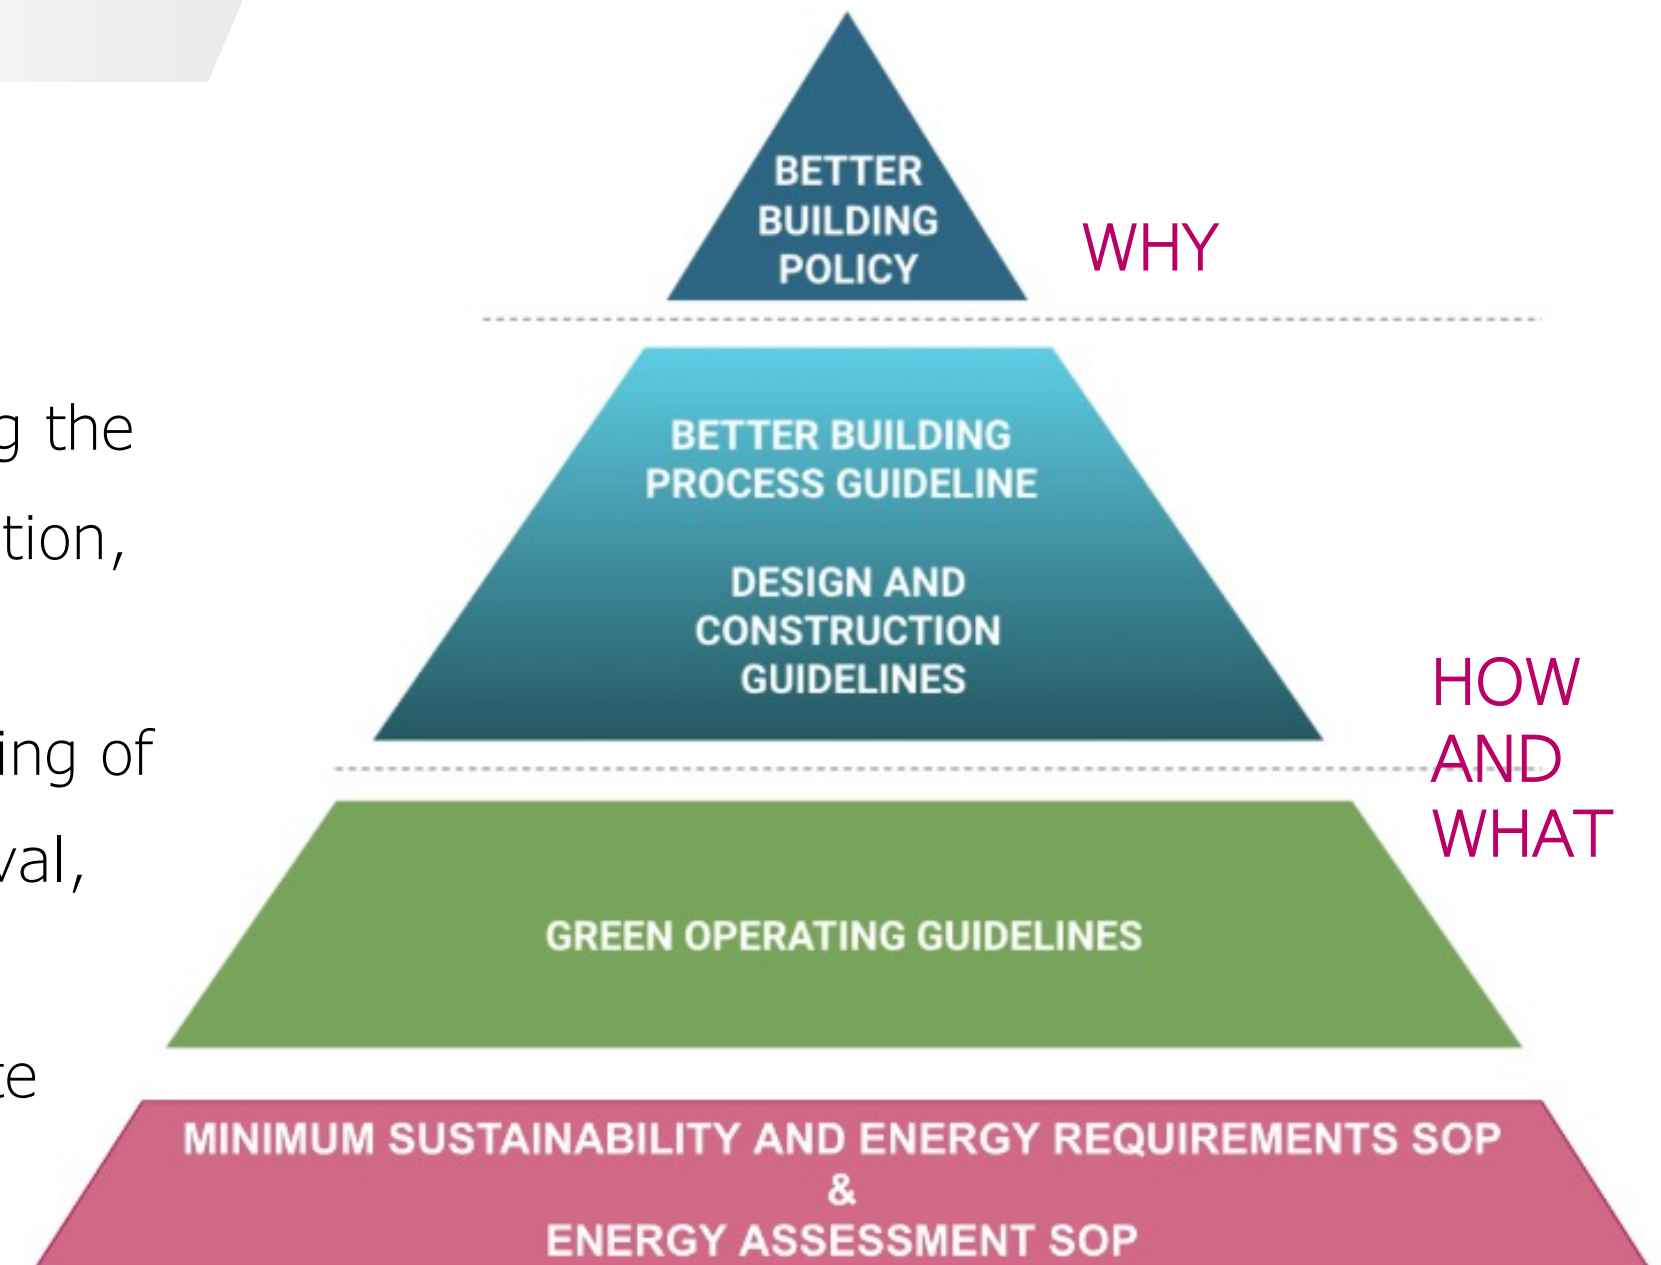 g the
tion,
ing of
val,
te
BETTER
BUILDING
POLICY
WHY
BETTER BUILDING
PROCESS GUIDELINE
DESIGN AND
CONSTRUCTION
GUIDELINES
HOW
AND
WHAT
GREEN OPERATING GUIDELINES
MINIMUM SUSTAINABILITY AND ENERGY REQUIREMENTS SOP
&
ENERGY ASSESSMENT SOP